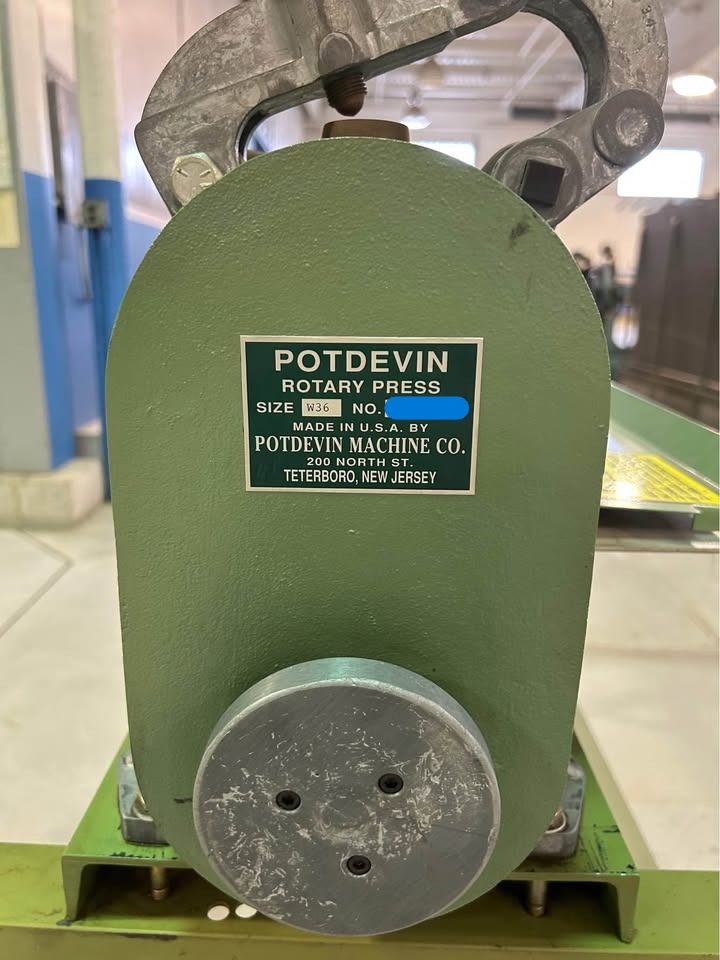 POTDEVIN
ROTARY PRESS
SIZE W36 NO.
MADE IN U.S.A. BY
POTDEVIN MACHINE CO.
200 NORTH ST.
TETERBORO, NEW JERSEY